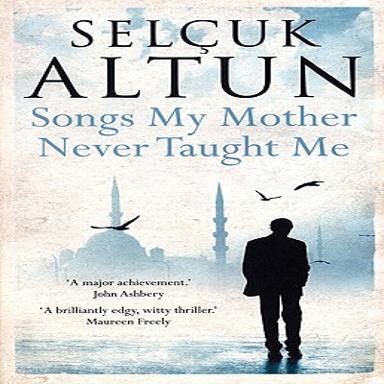 SELÇUK
ALTUN
Songs My Mother
Never Taught Me
‘A major achievement.’
John Ashbery
‘A brilliantly edgy, witty thriller.’
Maureen Freely